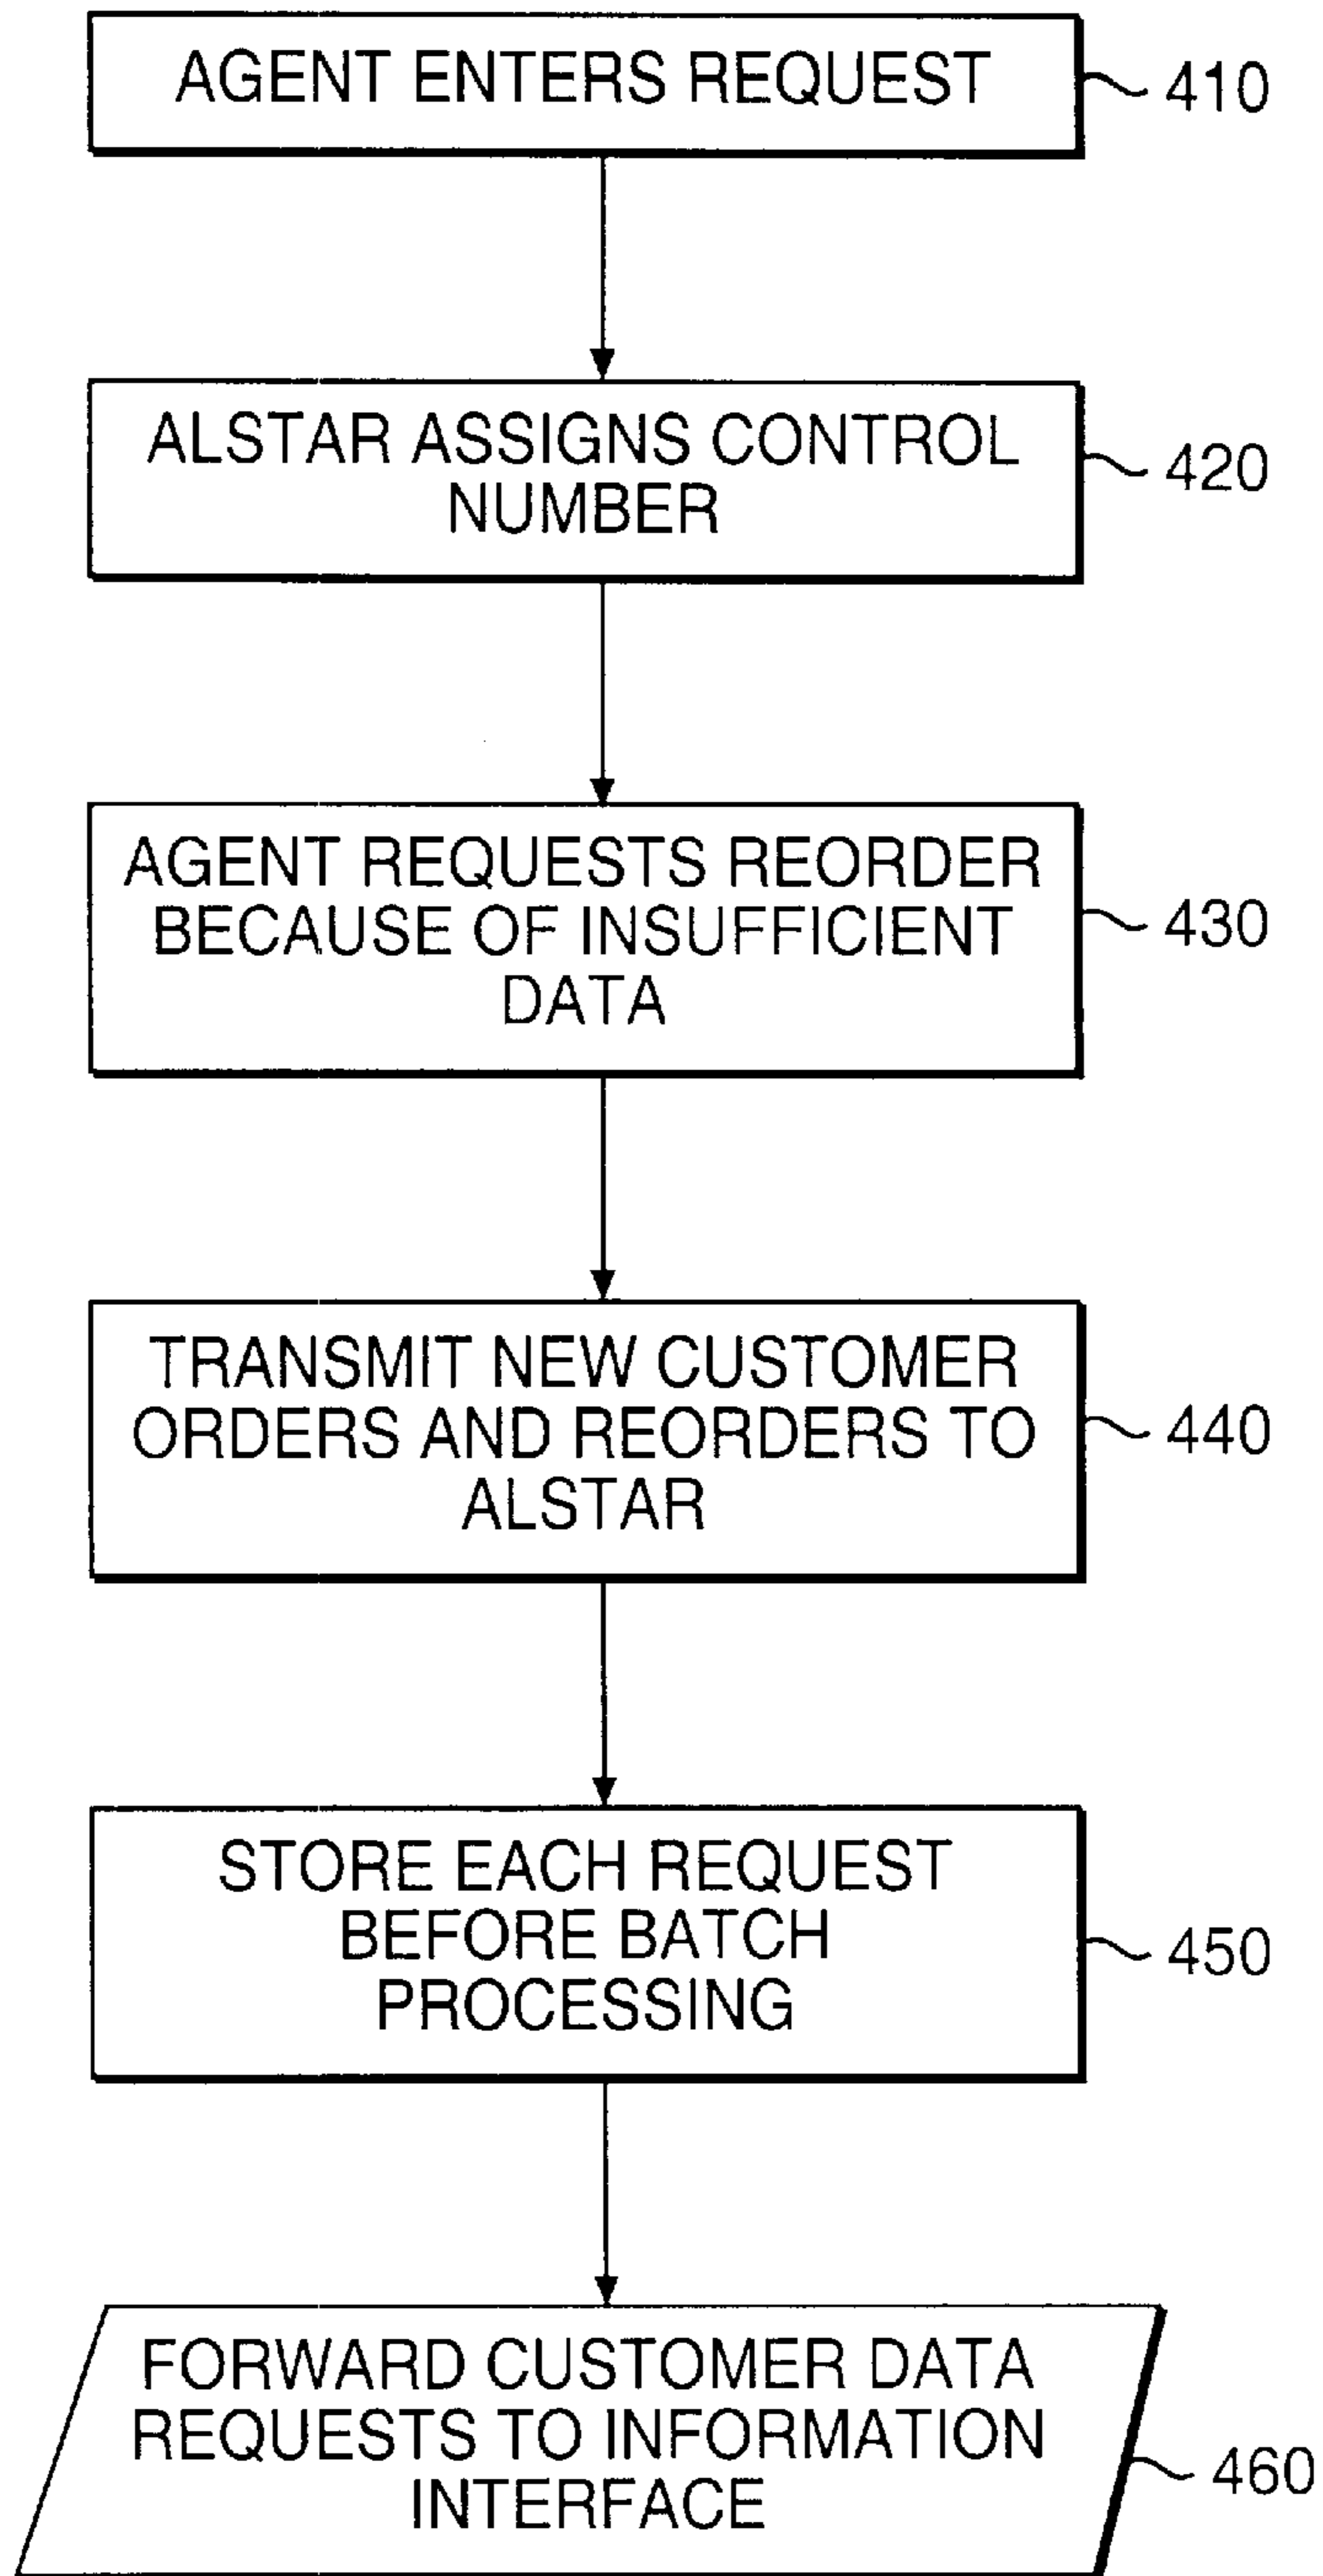 AGENT ENTERS REQUEST
410
ALSTAR ASSIGNS CONTROL
NUMBER
420
AGENT REQUESTS REORDER
BECAUSE OF INSUFFICIENT
DATA
430
TRANSMIT NEW CUSTOMER
ORDERS AND REORDERS TO
ALSTAR
440
STORE EACH REQUEST
BEFORE BATCH
PROCESSING
450
FORWARD CUSTOMER DATA
REQUESTS TO INFORMATION
INTERFACE
460